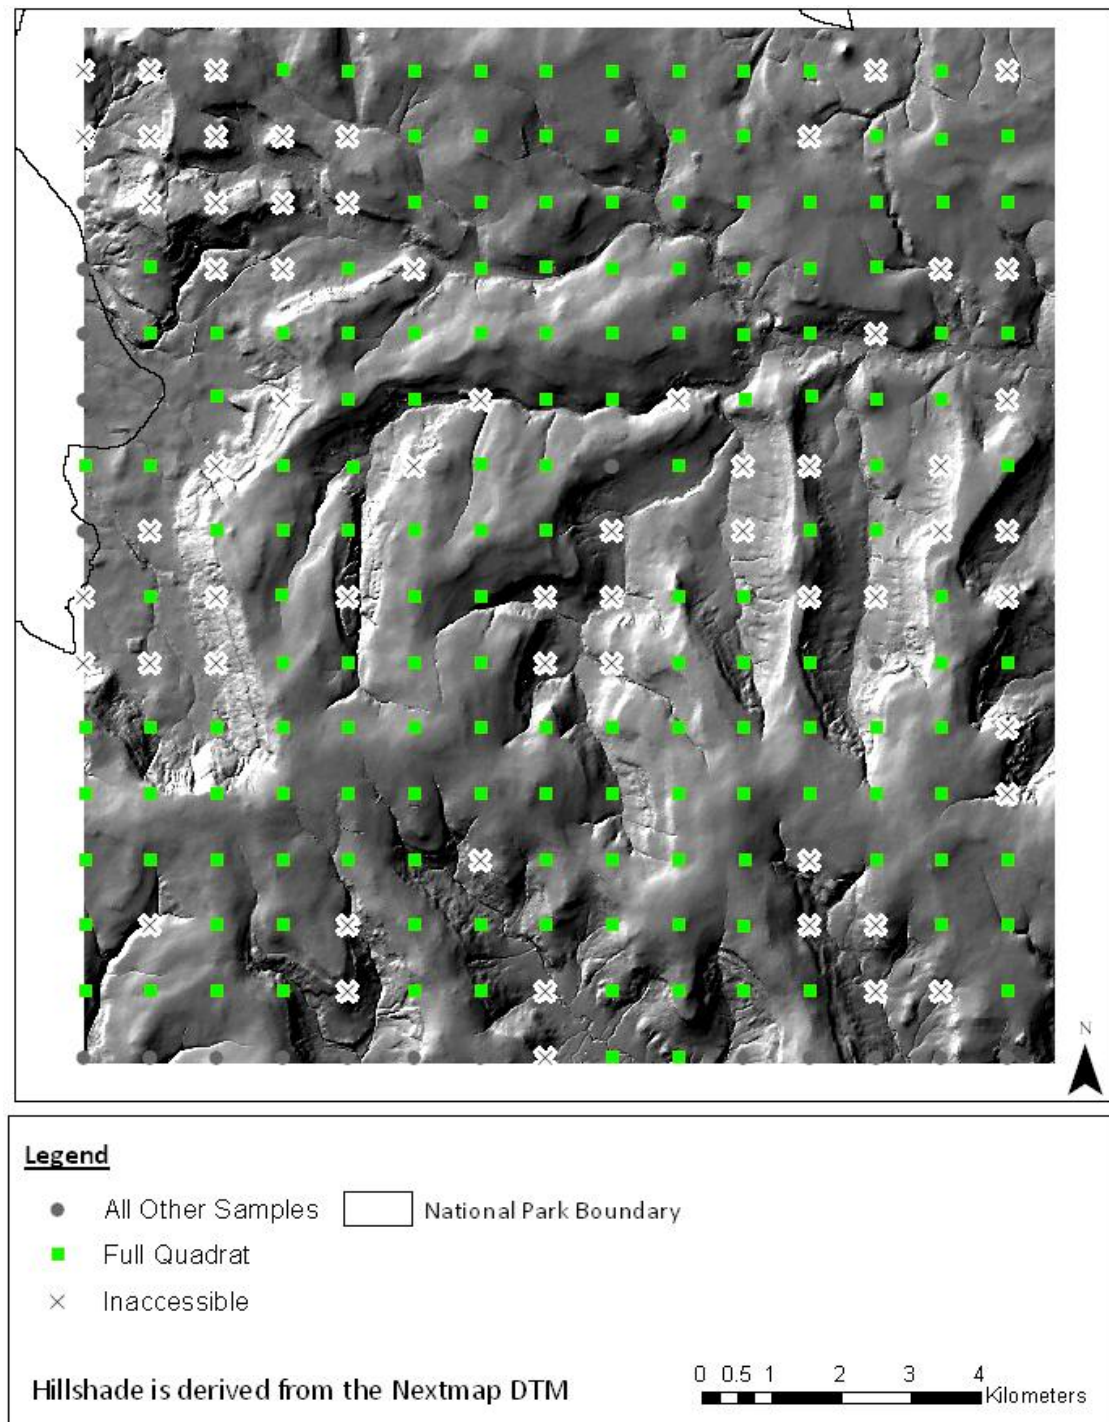 N
Legend
All Other Samples
National Park Boundary
Full Quadrat
Inaccessible
Hillshade is derived from the Nextmap DTM
0 0.5 1 2 3 4
Kilometers